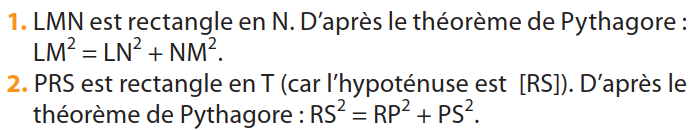 1. LMN est rectangle en N. D'après le théorème de Pythagore :
LM² = LN² + NM².
2. PRS est rectangle en T (car l'hypoténuse est [RS]). D'après le
théorème de Pythagore : RS² = RP² + PS².